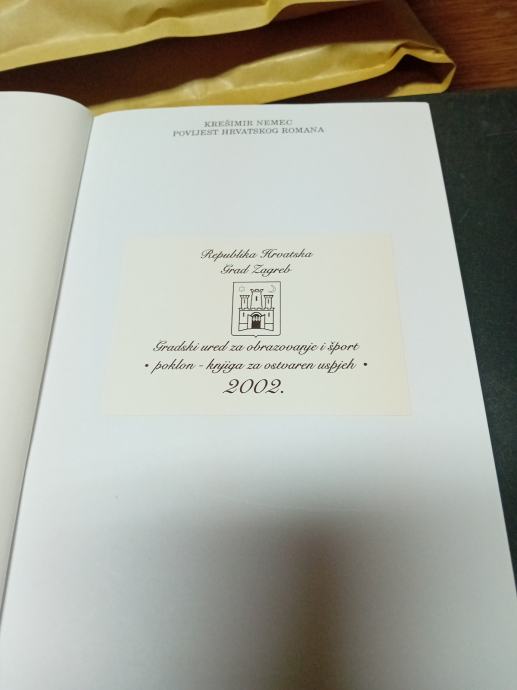 KREŠIMIR NEMEC
POVIJEST HRVATSKOG ROMANA
Republika Hrvatska
Grad Zagreb
Gradski ured za obrazovanje i šport
• poklon - knjiga za ostvaren uspjeh •
2002.